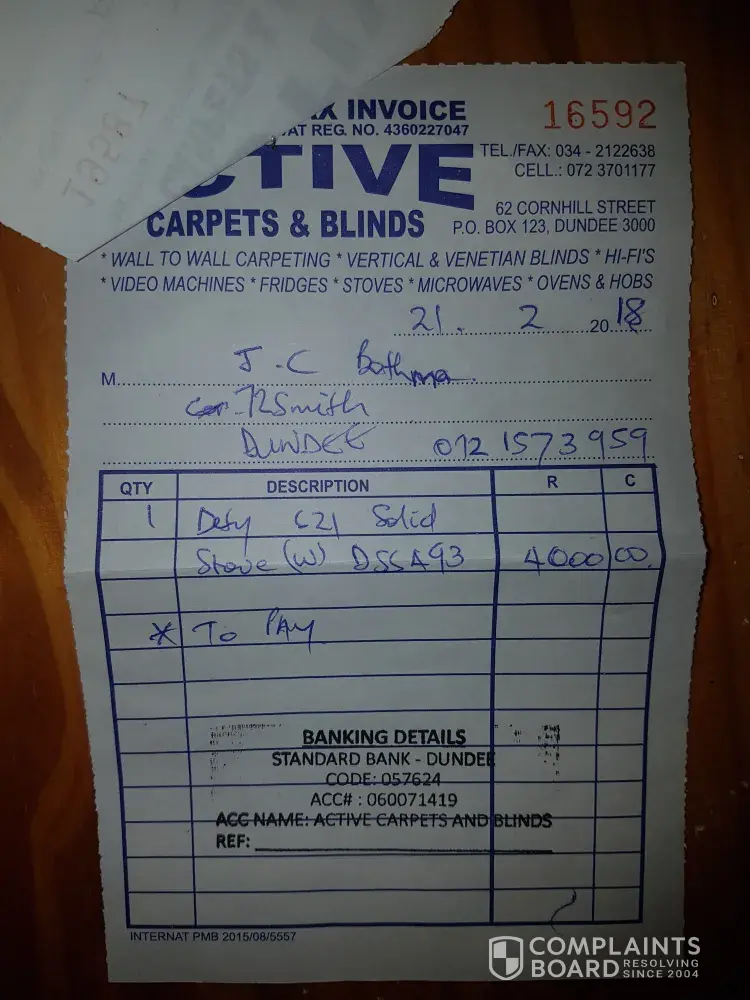 X INVOICE
16592
VAT REG. NO. 4360227047
CTIVE
TEL./FAX: 034 - 2122638
CELL.: 072 3701177
CARPETS & BLINDS
62 CORNHILL STREET
P.O. BOX 123, DUNDEE 3000
* WALL TO WALL CARPETING * VERTICAL & VENETIAN BLINDS * HI-FI'S
* VIDEO MACHINES * FRIDGES * STOVES * MICROWAVES * OVENS & HOBS
21. 2 2018
M J.C Bothma
72 Smith
DUNDEE 072 1573959
QTY DESCRIPTION R C
1 Defy 621 Solid
Stove (W) DSS493 4000 00
* To PAY
BANKING DETAILS
STANDARD BANK - DUNDEE
CODE: 057624
ACC# : 060071419
ACC NAME: ACTIVE CARPETS AND BLINDS
REF:
INTERNAT PMB 2015/08/5557
COMPLAINTS
BOARD RESOLVING
SINCE 2004